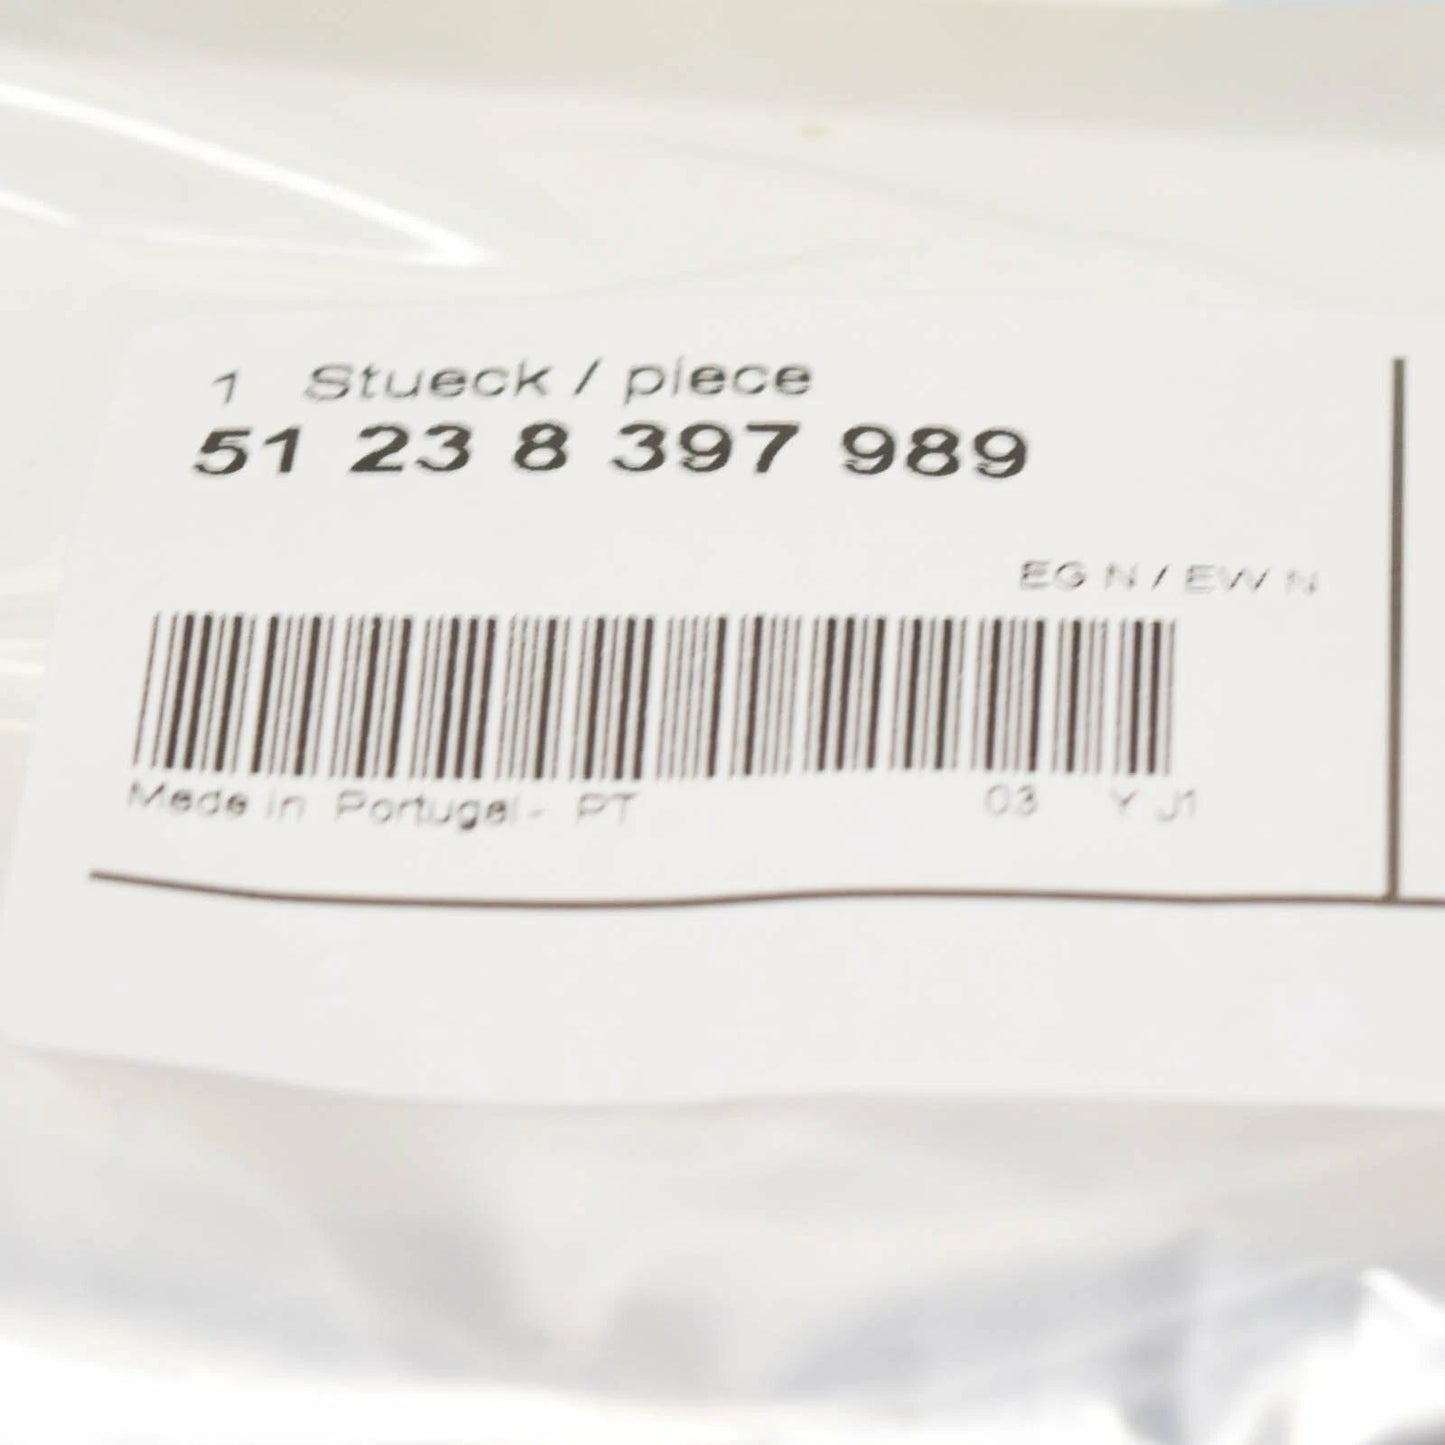 1 Stueck / piece
51 23 8 397 989
EG N / EW N
Made in Portugal - PT 03 Y J1